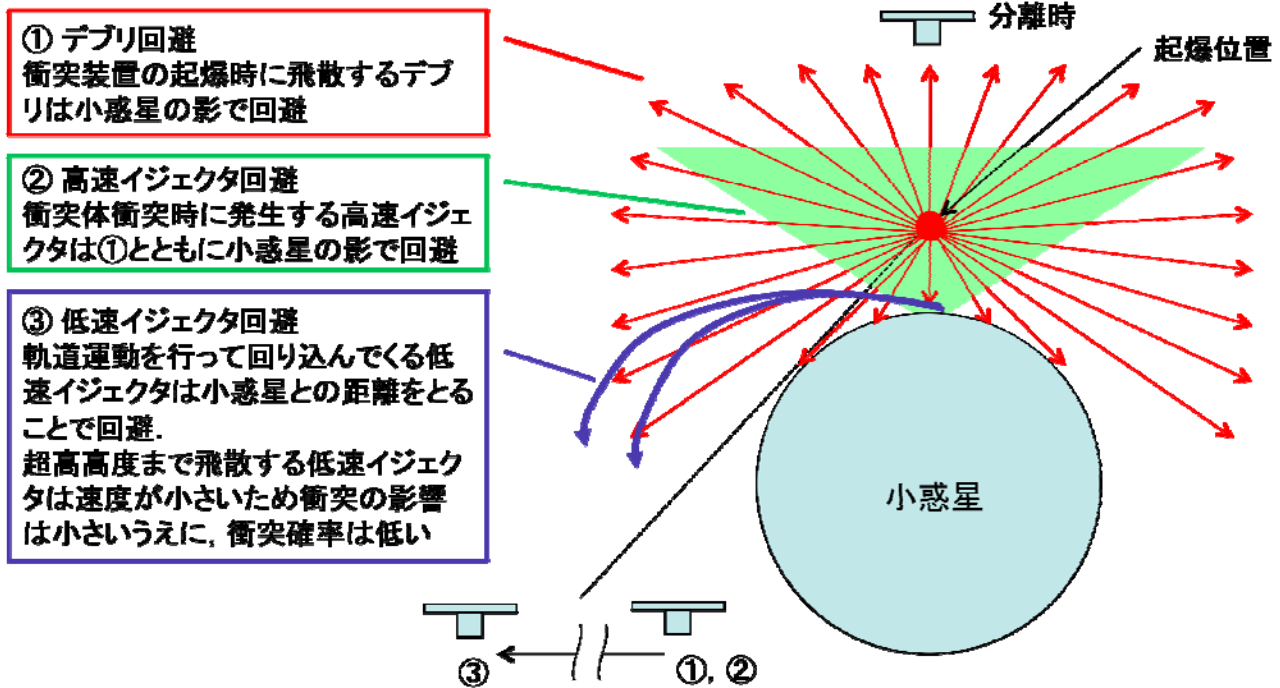 ① デブリ回避
衝突装置の起爆時に飛散するデブ
リは小惑星の影で回避
② 高速イジェクタ回避
衝突体衝突時に発生する高速イジェ
クタは①とともに小惑星の影で回避
③ 低速イジェクタ回避
軌道運動を行って回り込んでくる低
速イジェクタは小惑星との距離をとる
ことで回避.
超高高度まで飛散する低速イジェク
タは速度が小さいため衝突の影響
は小さいうえに, 衝突確率は低い
分離時
起爆位置
小惑星
③
①, ②